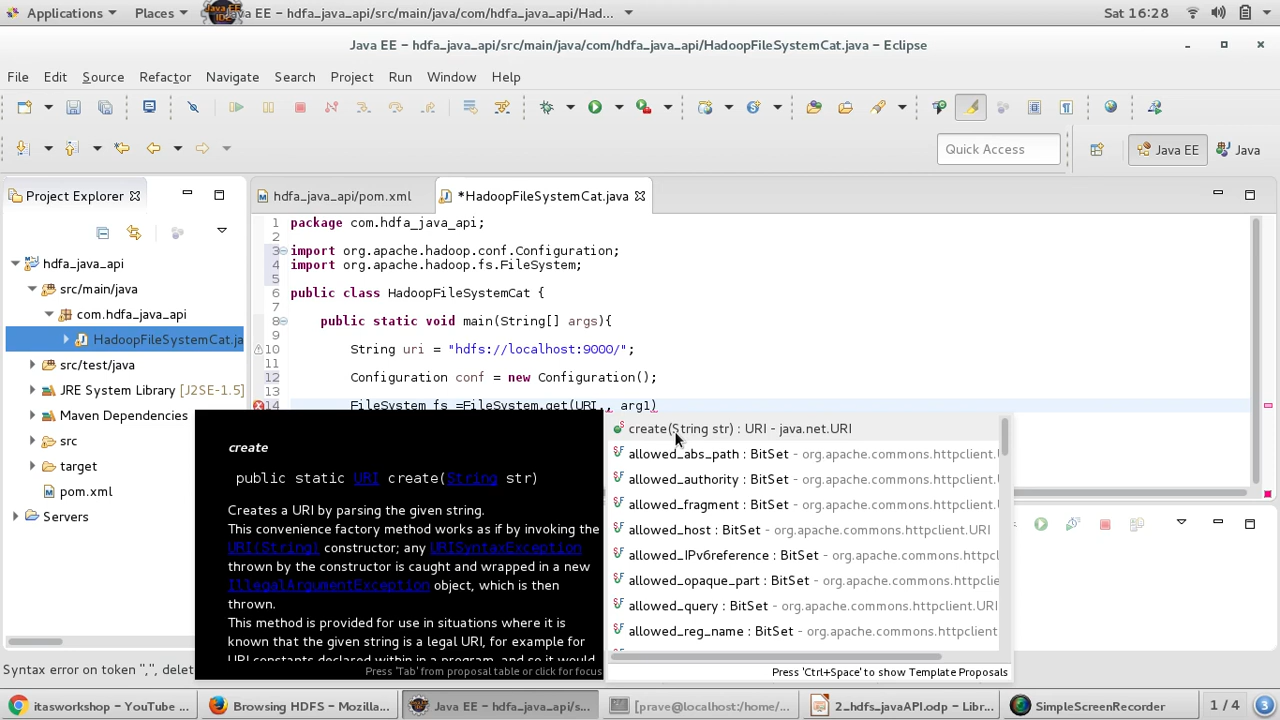 Applications
Places
Java EE – hdfa_java_api/src/main/java/com/hdfa_java_api/Had...
Sat 16:28
Java EE – hdfa_java_api/src/main/java/com/hdfa_java_api/HadoopFileSystemCat.java – Eclipse
File Edit Source Refactor Navigate Search Project Run Window Help
Quick Access
Java EE
Java
Project Explorer
hdfa_java_api/pom.xml
*HadoopFileSystemCat.java
hdfa_java_api
src/main/java
com.hdfa_java_api
HadoopFileSystemCat.ja
src/test/java
JRE System Library [J2SE-1.5]
Maven Dependencies
src
target
pom.xml
Servers
1 package com.hdfa_java_api;
2
3 import org.apache.hadoop.conf.Configuration;
4 import org.apache.hadoop.fs.FileSystem;
5
6 public class HadoopFileSystemCat {
7
8 public static void main(String[] args){
9
10 String uri = "hdfs://localhost:9000/";
11
12 Configuration conf = new Configuration();
13
14 FileSystem fs =FileSystem.get(URI., arg1)
create
public static URI create(String str)
Creates a URI by parsing the given string.
This convenience factory method works as if by invoking the
URI(String) constructor; any URISyntaxException
thrown by the constructor is caught and wrapped in a new
IllegalArgumentException object, which is then
thrown.
This method is provided for use in situations where it is
known that the given string is a legal URI, for example for
URI constants declared within in a program, and so it would
Press 'Tab' from proposal table or click for focus
create(String str) : URI - java.net.URI
allowed_abs_path : BitSet - org.apache.commons.httpclient.U
allowed_authority : BitSet - org.apache.commons.httpclient.U
allowed_fragment : BitSet - org.apache.commons.httpclient.U
allowed_host : BitSet - org.apache.commons.httpclient.URI
allowed_IPv6reference : BitSet - org.apache.commons.httpcl
allowed_opaque_part : BitSet - org.apache.commons.httpcli
allowed_query : BitSet - org.apache.commons.httpclient.URI
allowed_reg_name : BitSet - org.apache.commons.httpclient
Press 'Ctrl+Space' to show Template Proposals
Syntax error on token ",", delet
itasworkshop – YouTube ...
Browsing HDFS – Mozilla...
Java EE – hdfa_java_api/s...
[prave@localhost:/home/...
2_hdfs_javaAPI.odp – Libr...
SimpleScreenRecorder
1 / 4
3